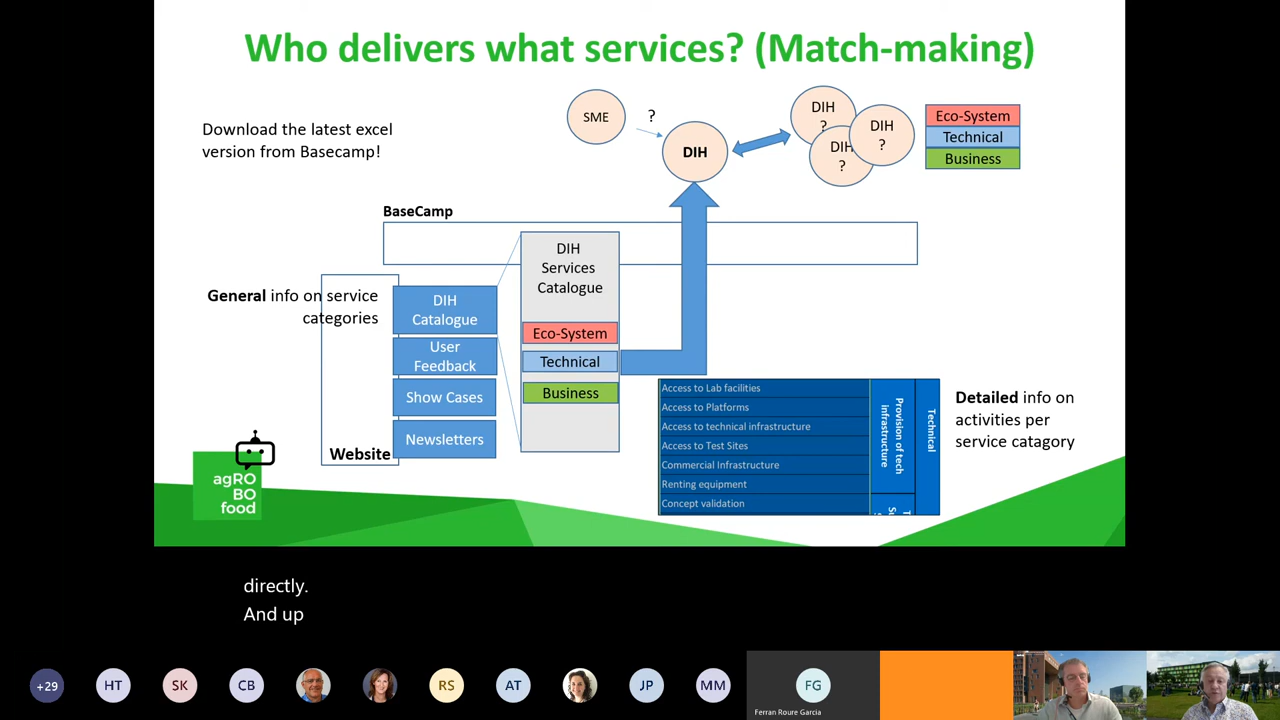 Who delivers what services? (Match-making)
Download the latest excel
version from Basecamp!
SME
?
DIH
DIH
?
DIH
?
DIH
?
Eco-System
Technical
Business
BaseCamp
General info on service
categories
DIH
Catalogue
User
Feedback
Show Cases
Newsletters
Website
DIH
Services
Catalogue
Eco-System
Technical
Business
Access to Lab facilities
Access to Platforms
Access to technical infrastructure
Access to Test Sites
Commercial Infrastructure
Renting equipment
Concept validation
Provision of tech
infrastructure
Technical
Detailed info on
activities per
service catagory
agRO
BO
food
directly.
And up
+29
HT
SK
CB
RS
AT
JP
MM
FG
Ferran Roure Garcia